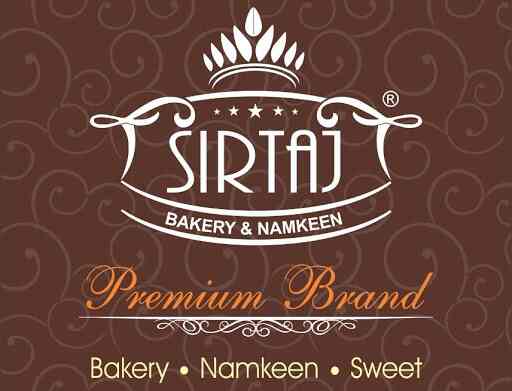 ®
SIRTAJ
BAKERY & NAMKEEN
Premium Brand
Bakery • Namkeen • Sweet